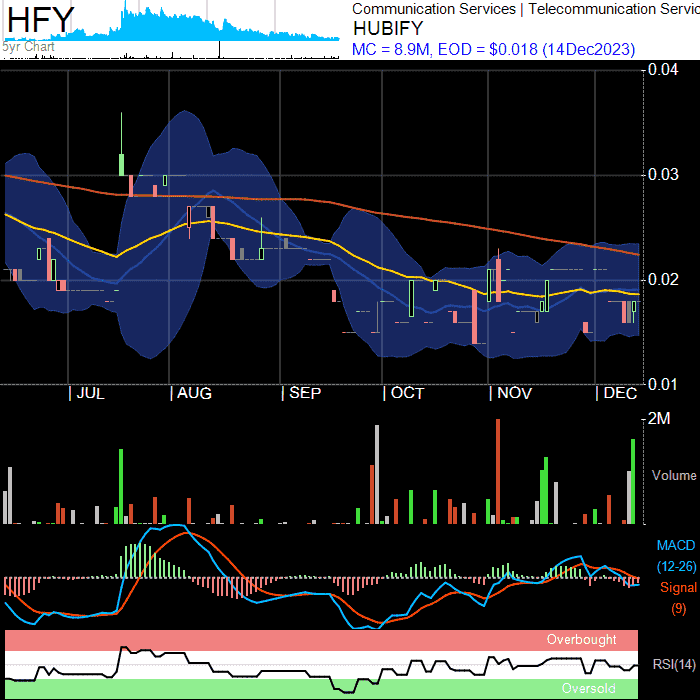 HFY
5yr Chart
Communication Services | Telecommunication Servic
HUBIFY
MC = 8.9M, EOD = $0.018 (14Dec2023)
0.04
0.03
0.02
0.01
| JUL | AUG | SEP | OCT | NOV | DEC
2M
Volume
MACD
(12-26)
Signal
(9)
Overbought
RSI(14)
Oversold